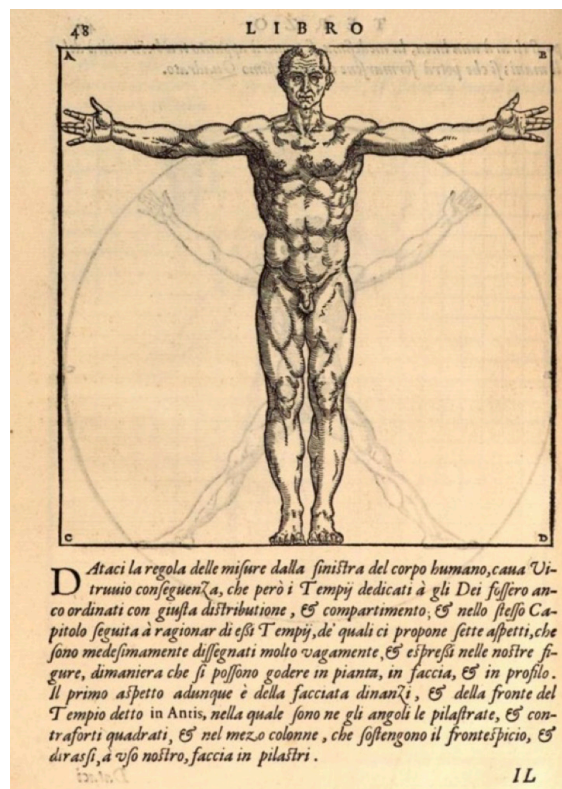 48 LIBRO
A B
C D
DAtaci la regola delle miſure dalla ſiniſtra del corpo humano, caua Vi-
truuio conſeguenza, che però i Tempij dedicati à gli Dei foſſero an-
co ordinati con giuſta diſtributione, & compartimento, & nello ſteſſo Ca-
pitolo ſeguita à ragionar di eſsi Tempij, de' quali ci propone ſette aſpetti, che
ſono medeſimamente diſſegnati molto vagamente, & eſpreſsi nelle noſtre fi-
gure, dimaniera che ſi poſſono godere in pianta, in faccia, & in profilo.
Il primo aſpetto adunque è della facciata dinanzi, & della fronte del
Tempio detto in Antis, nella quale ſono ne gli angoli le pilaſtrate, & con-
traforti quadrati, & nel mezo colonne, che ſoſtengono il fronteſpicio, &
diraſsi, à vſo noſtro, faccia in pilaſtri.
IL